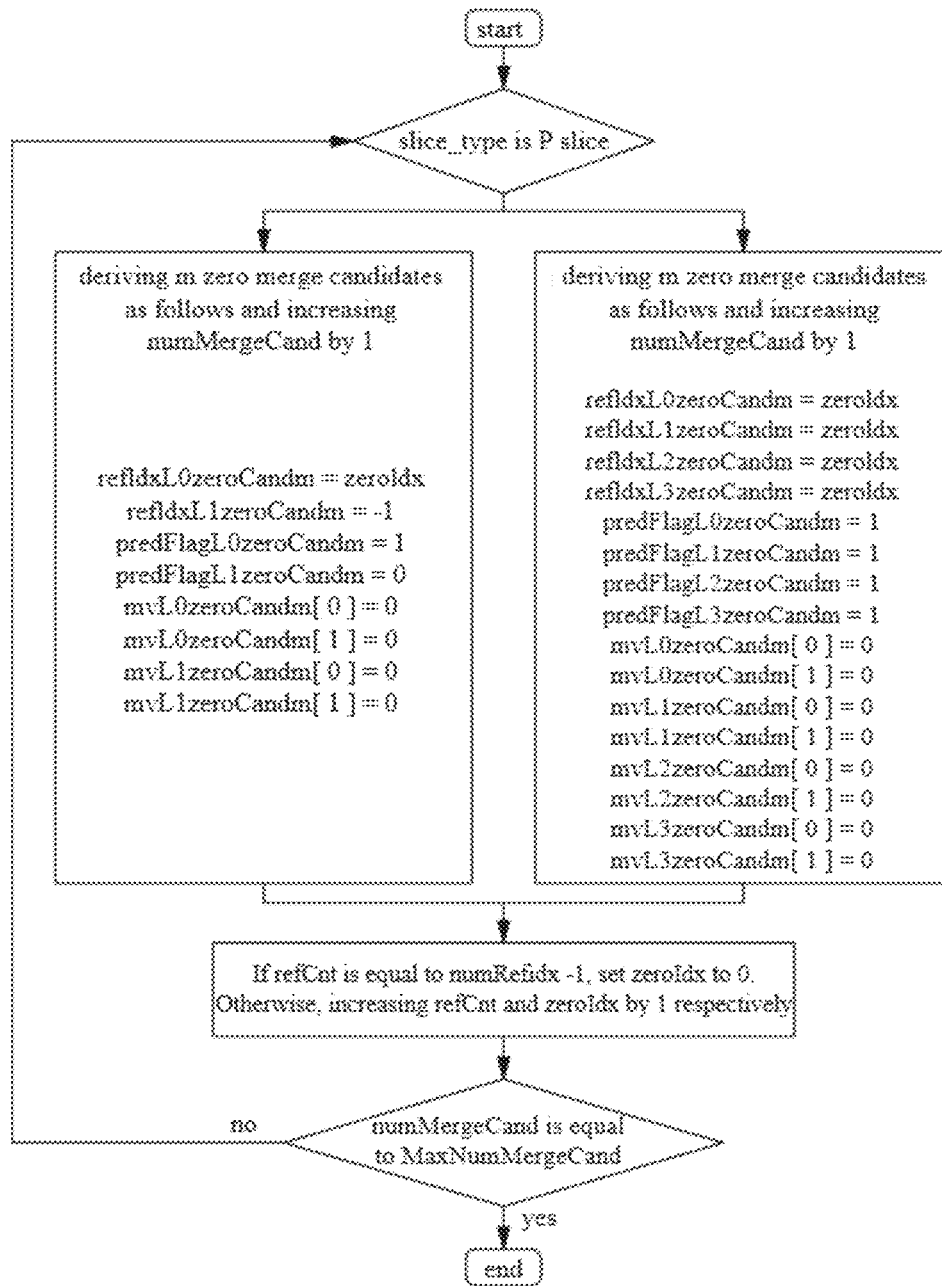 start
slice_type is P slice
deriving m zero merge candidates
as follows and increasing
numMergeCand by 1
refIdxL0zeroCandm = zeroIdx
refIdxL1zeroCandm = -1
predFlagL0zeroCandm = 1
predFlagL1zeroCandm = 0
mvL0zeroCandm[ 0 ] = 0
mvL0zeroCandm[ 1 ] = 0
mvL1zeroCandm[ 0 ] = 0
mvL1zeroCandm[ 1 ] = 0
deriving m zero merge candidates
as follows and increasing
numMergeCand by 1
refIdxL0zeroCandm = zeroIdx
refIdxL1zeroCandm = zeroIdx
refIdxL2zeroCandm = zeroIdx
refIdxL3zeroCandm = zeroIdx
predFlagL0zeroCandm = 1
predFlagL1zeroCandm = 1
predFlagL2zeroCandm = 1
predFlagL3zeroCandm = 1
mvL0zeroCandm[ 0 ] = 0
mvL0zeroCandm[ 1 ] = 0
mvL1zeroCandm[ 0 ] = 0
mvL1zeroCandm[ 1 ] = 0
mvL2zeroCandm[ 0 ] = 0
mvL2zeroCandm[ 1 ] = 0
mvL3zeroCandm[ 0 ] = 0
mvL3zeroCandm[ 1 ] = 0
If refCnt is equal to numRefidx -1, set zeroIdx to 0.
Otherwise, increasing refCnt and zeroIdx by 1 respectively
no
numMergeCand is equal
to MaxNumMergeCand
yes
end